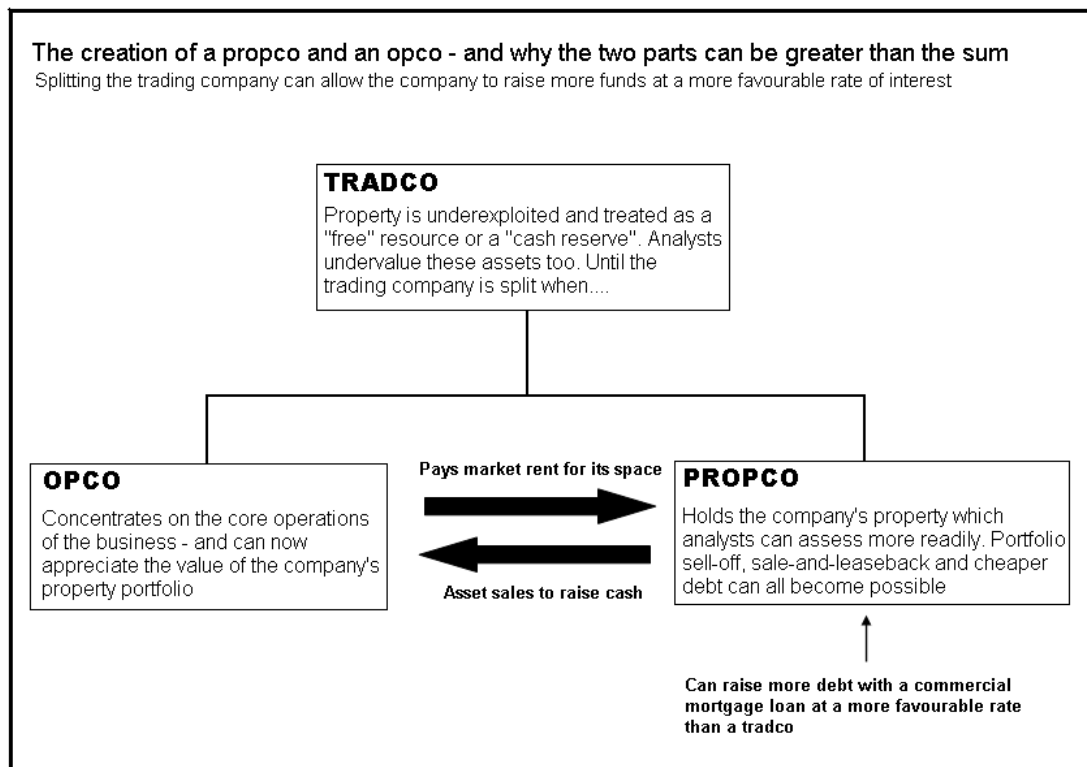 The creation of a propco and an opco - and why the two parts can be greater than the sum
Splitting the trading company can allow the company to raise more funds at a more favourable rate of interest
TRADCO
Property is underexploited and treated as a
"free" resource or a "cash reserve". Analysts
undervalue these assets too. Until the
trading company is split when....
OPCO
Concentrates on the core operations
of the business - and can now
appreciate the value of the company's
property portfolio
Pays market rent for its space
Asset sales to raise cash
PROPCO
Holds the company's property which
analysts can assess more readily. Portfolio
sell-off, sale-and-leaseback and cheaper
debt can all become possible
Can raise more debt with a commercial
mortgage loan at a more favourable rate
than a tradco